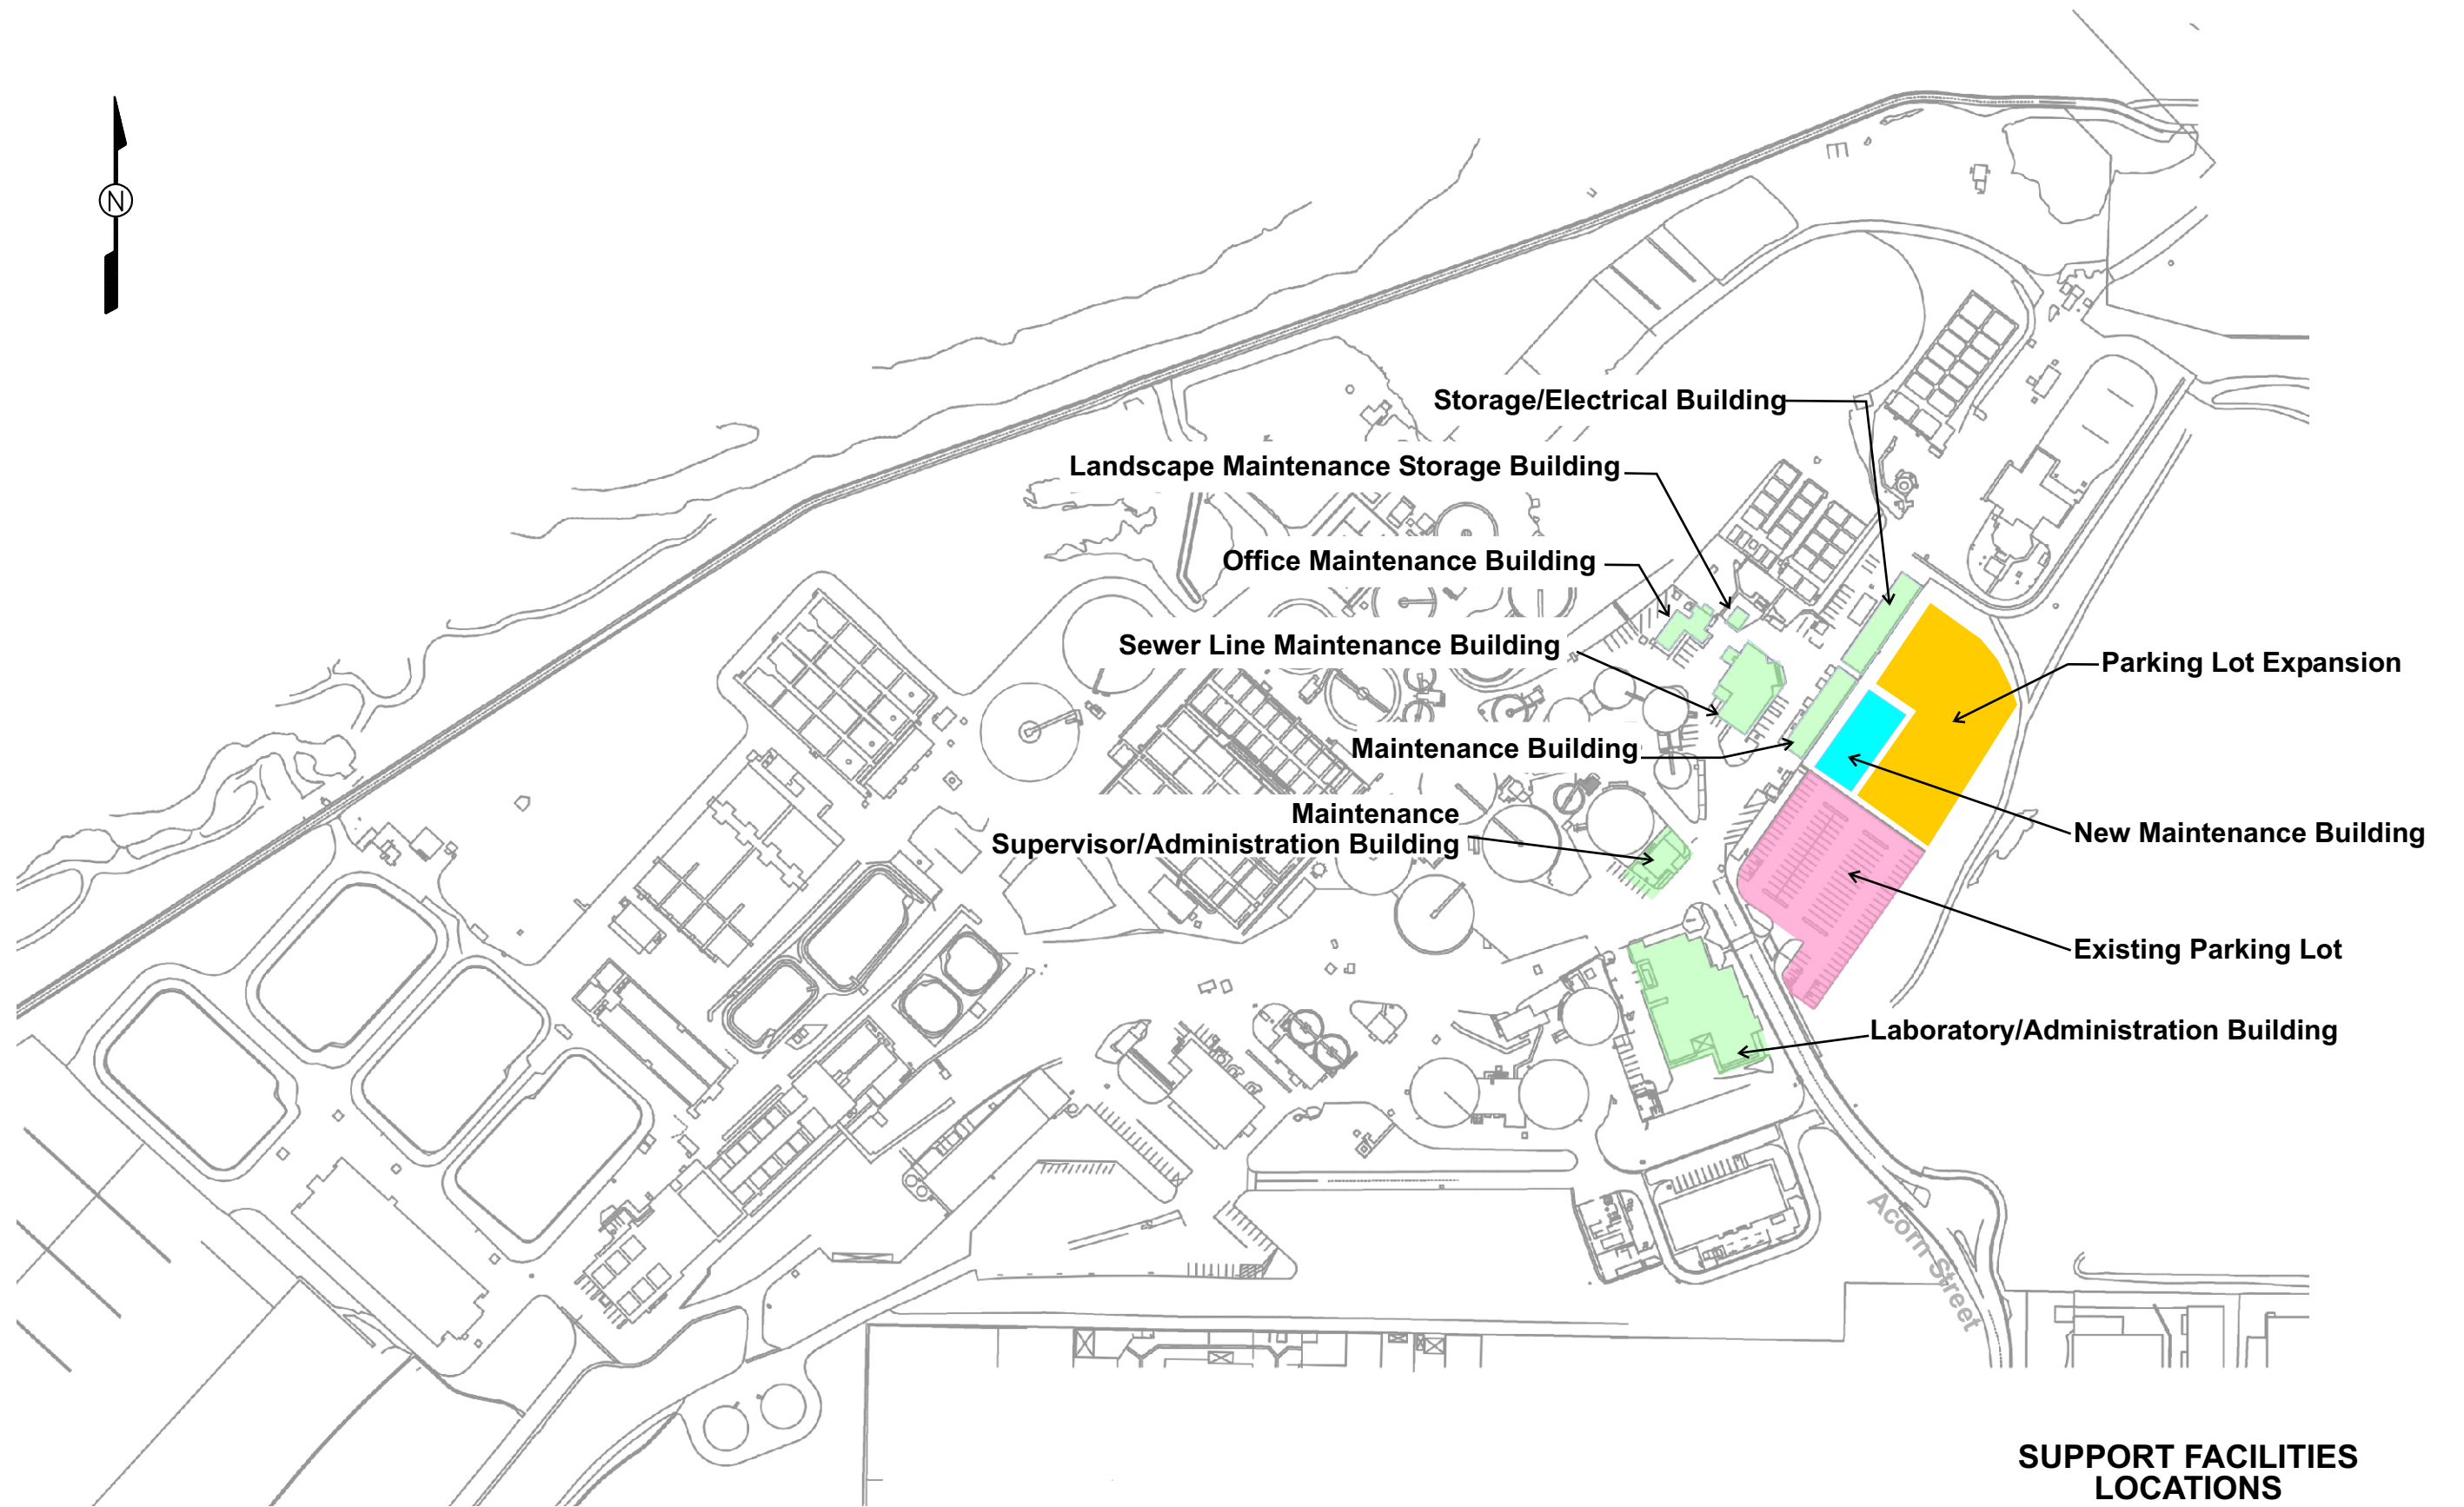 N
Storage/Electrical Building
Landscape Maintenance Storage Building
Office Maintenance Building
Sewer Line Maintenance Building
Parking Lot Expansion
Maintenance Building
Maintenance
Supervisor/Administration Building
New Maintenance Building
Existing Parking Lot
Laboratory/Administration Building
Acorn Street
SUPPORT FACILITIES
LOCATIONS